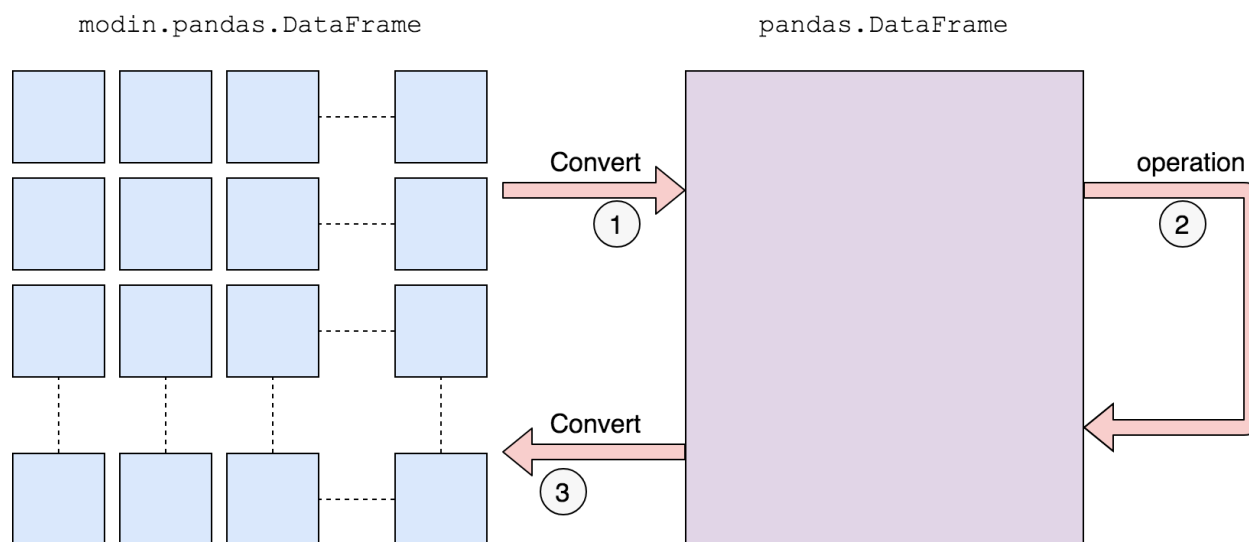 modin.pandas.DataFrame
pandas.DataFrame
Convert
1
operation
2
Convert
3